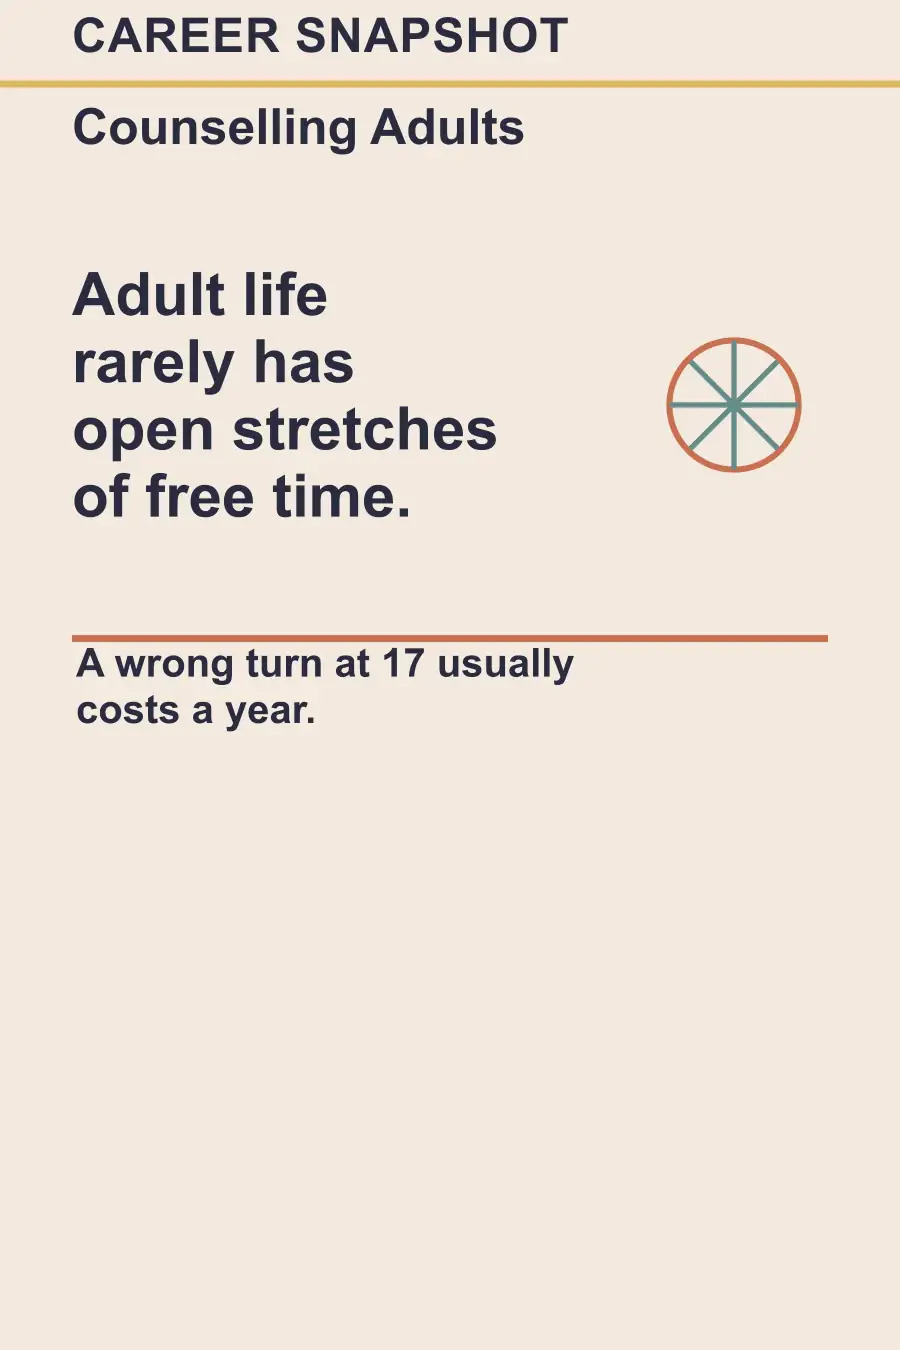 CAREER SNAPSHOT
Counselling Adults
Adult life
rarely has
open stretches
of free time.
A wrong turn at 17 usually
costs a year.